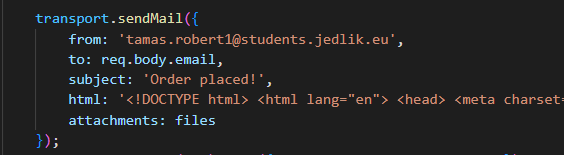 transport.sendMail({
from: 'tamas.robert1@students.jedlik.eu',
to: req.body.email,
subject: 'Order placed!',
html: '<!DOCTYPE html> <html lang="en"> <head> <meta charset=
attachments: files
});